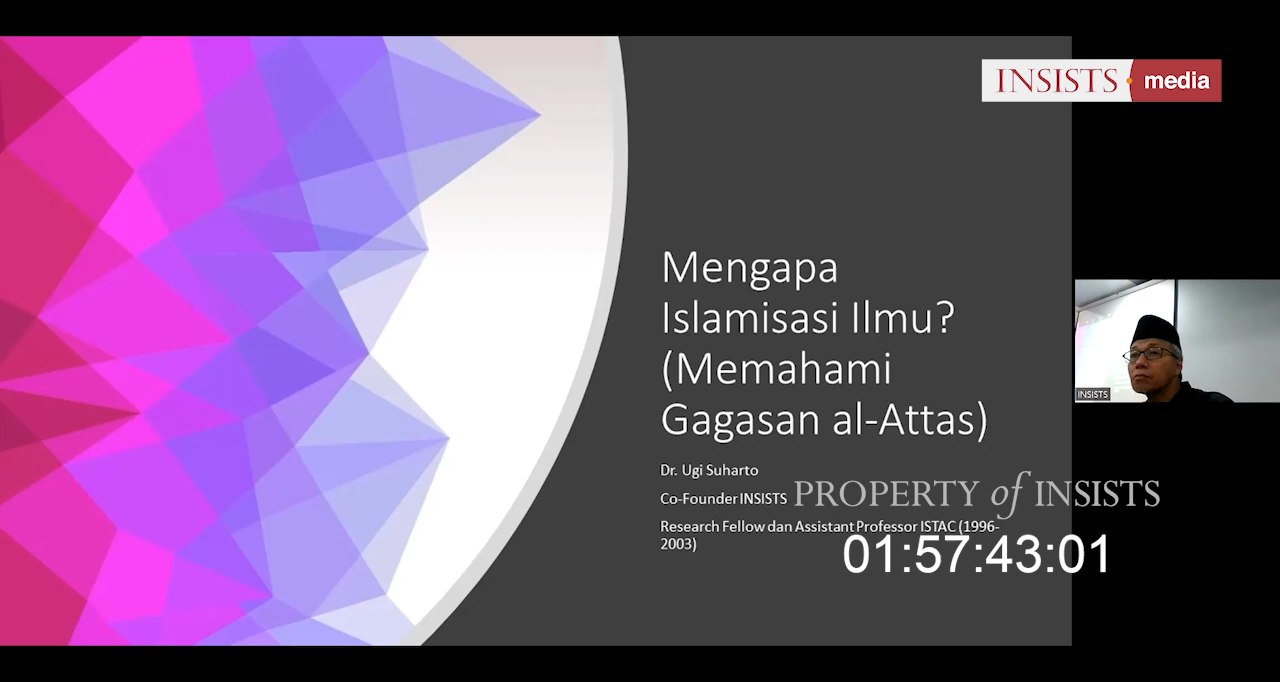 INSISTS media
Mengapa
Islamisasi Ilmu?
(Memahami
Gagasan al-Attas)
Dr. Ugi Suharto
Co-Founder INSISTS
PROPERTY of INSISTS
Research Fellow dan Assistant Professor ISTAC (1996-
2003)
01:57:43:01
INSISTS